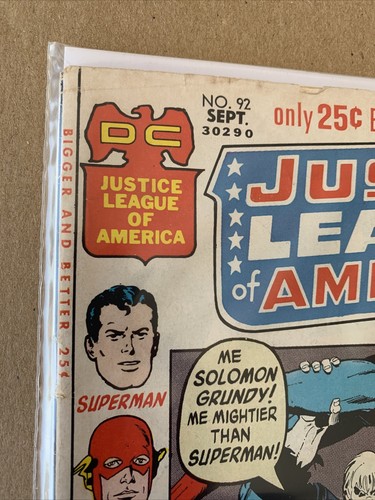 NO. 92
SEPT.
30290
only 25¢
DC
JUSTICE
LEAGUE
OF
AMERICA
JUS
LEA
of AM
BIGGER AND BETTER 25¢
SUPERMAN
ME
SOLOMON
GRUNDY!
ME MIGHTIER
THAN
SUPERMAN!